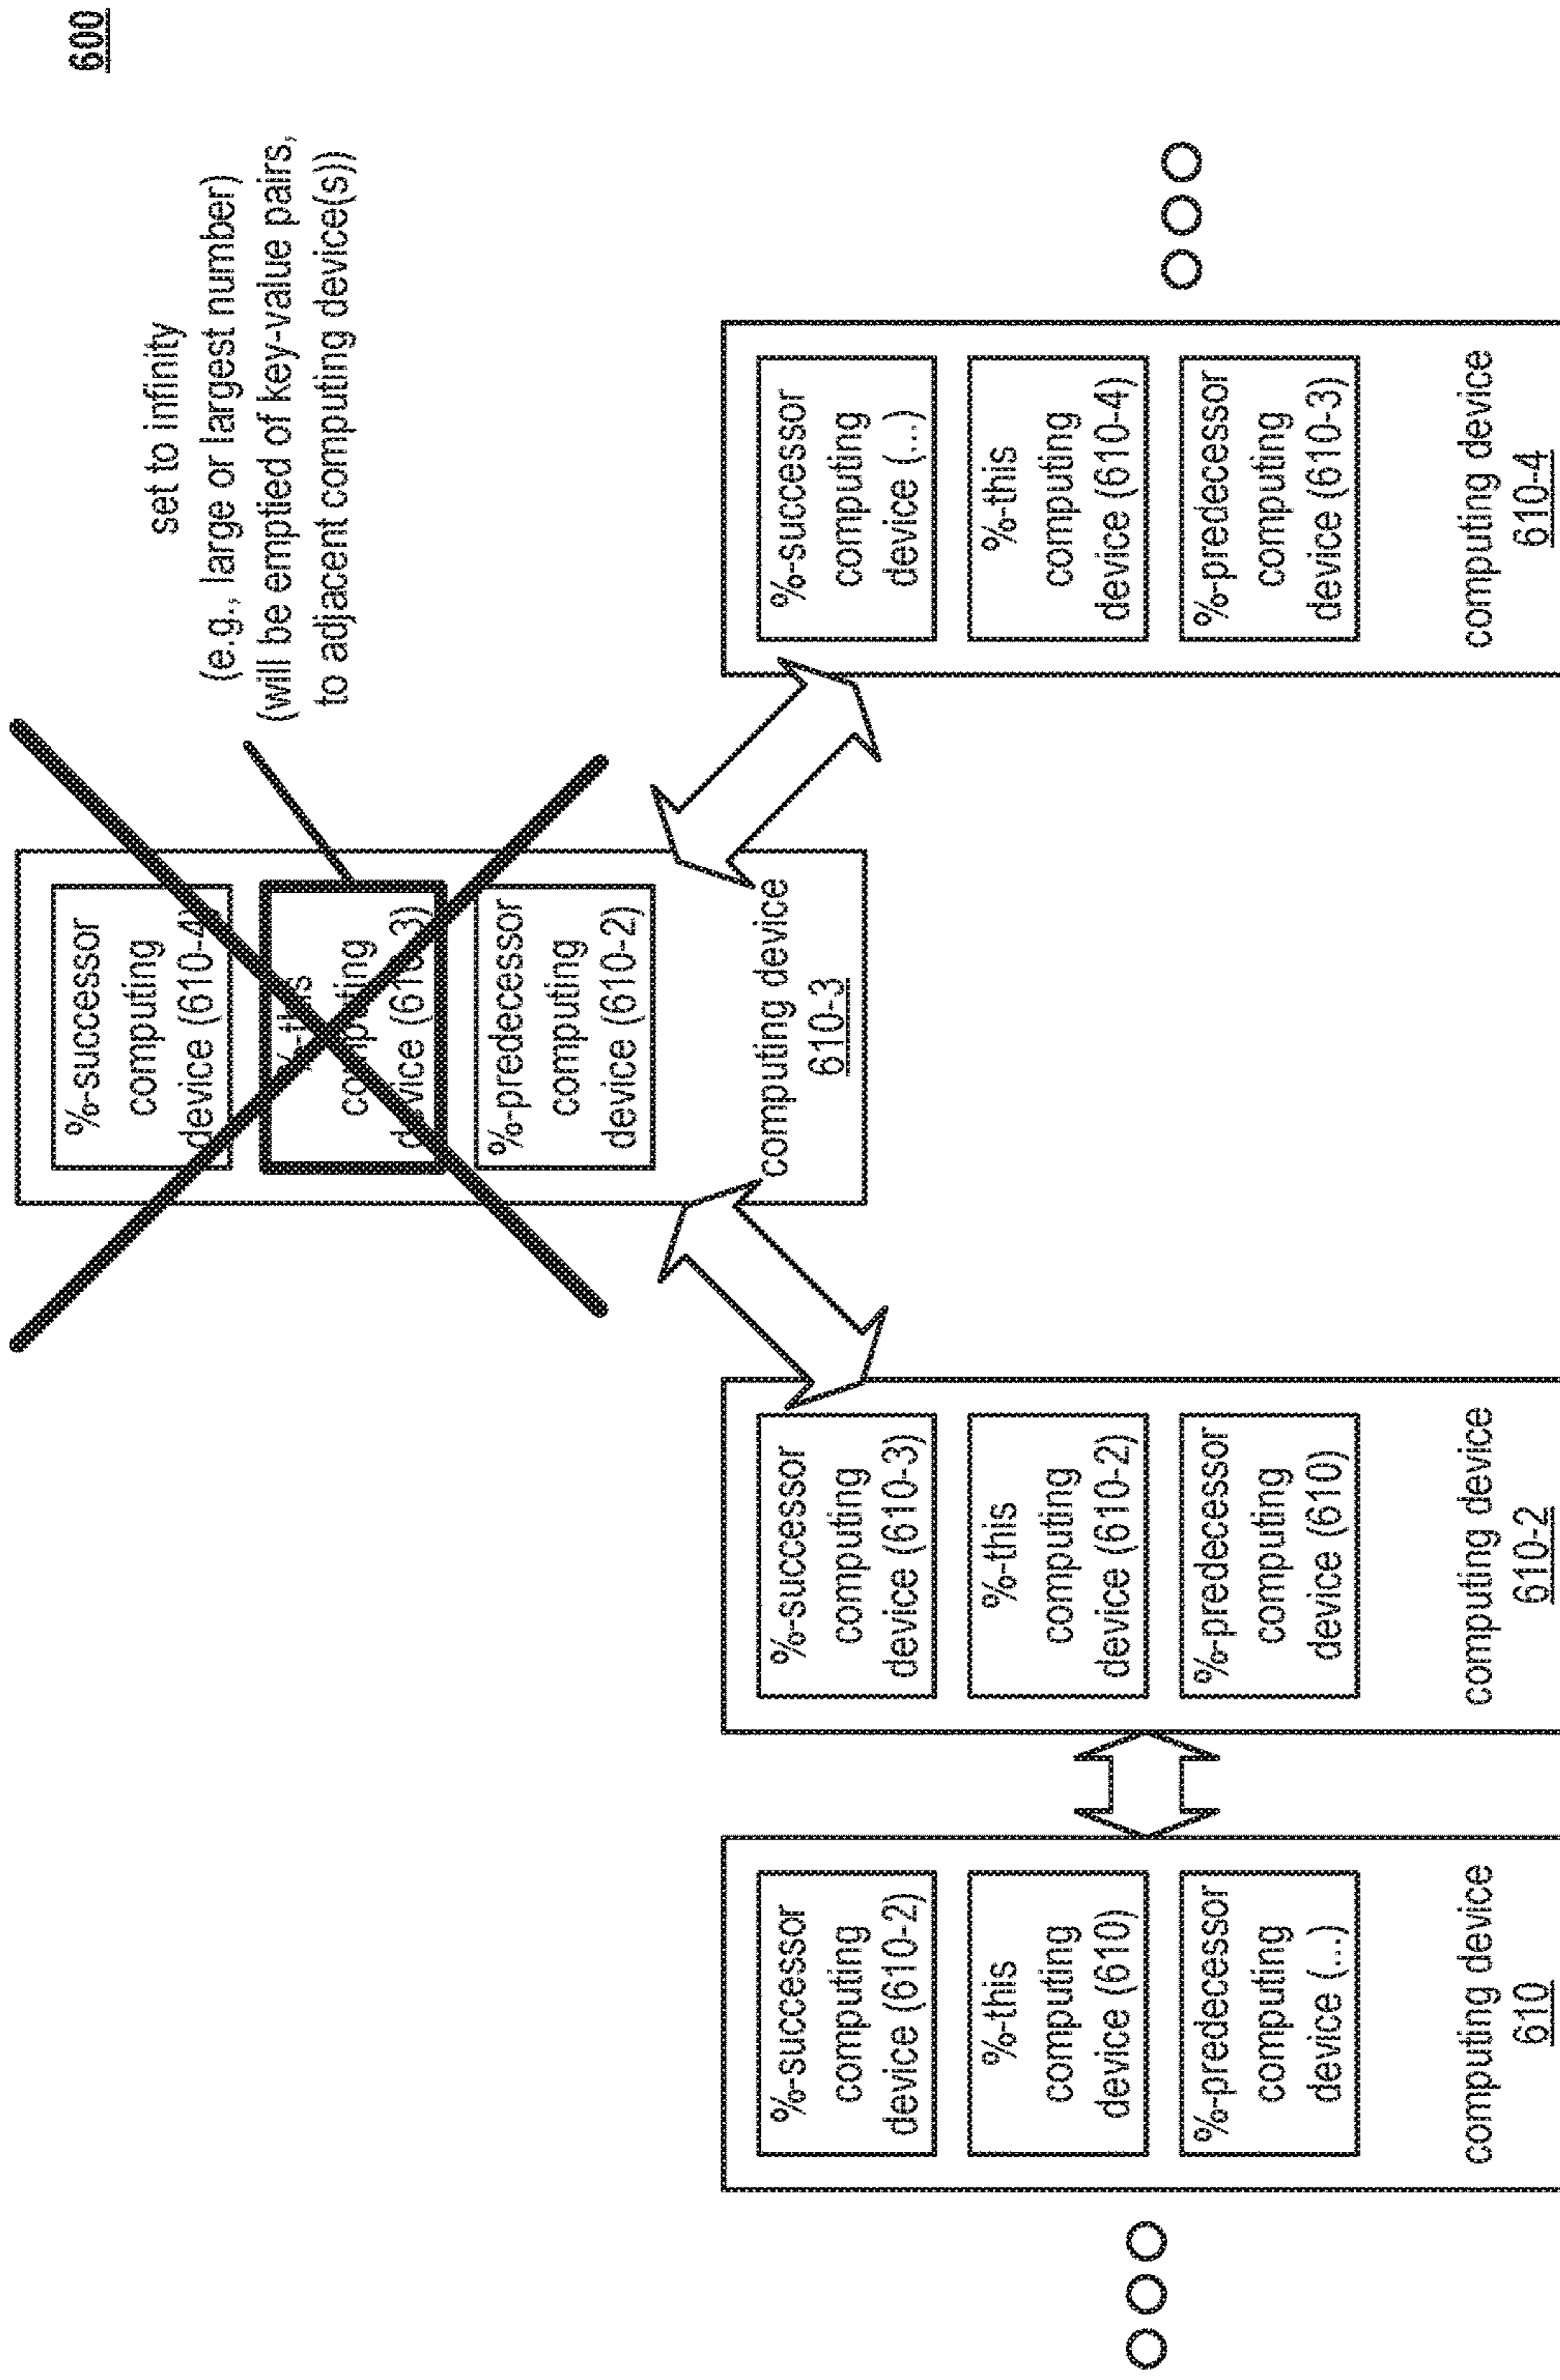 600
set to infinity
(e.g., large or largest number)
(will be emptied of key-value pairs,
to adjacent computing device(s))
%-successor
computing
device (610-4)
%-this
computing
device (610-3)
%-predecessor
computing
device (610-2)
computing device
610-3
%-successor
computing
device (610-2)
%-this
computing
device (610)
%-predecessor
computing
device (...)
computing device
610
%-successor
computing
device (610-3)
%-this
computing
device (610-2)
%-predecessor
computing
device (610)
computing device
610-2
%-successor
computing
device (...)
%-this
computing
device (610-4)
%-predecessor
computing
device (610-3)
computing device
610-4